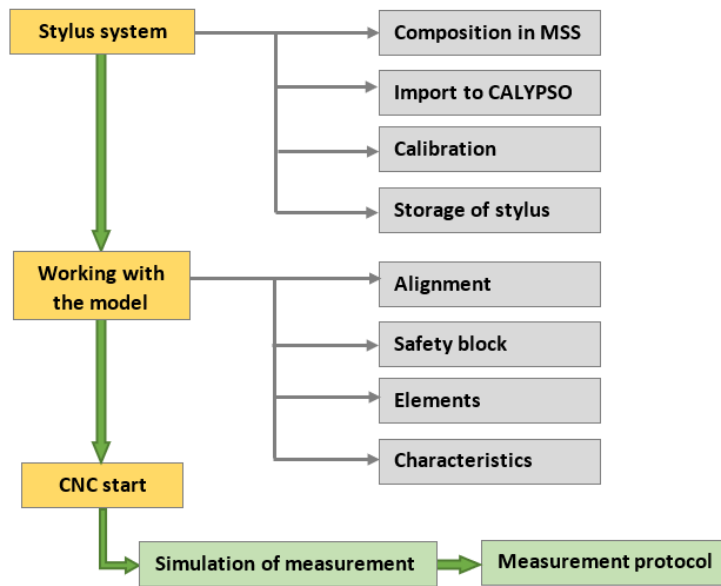 Stylus system
Composition in MSS
Import to CALYPSO
Calibration
Storage of stylus
Working with
the model
Alignment
Safety block
Elements
Characteristics
CNC start
Simulation of measurement
Measurement protocol